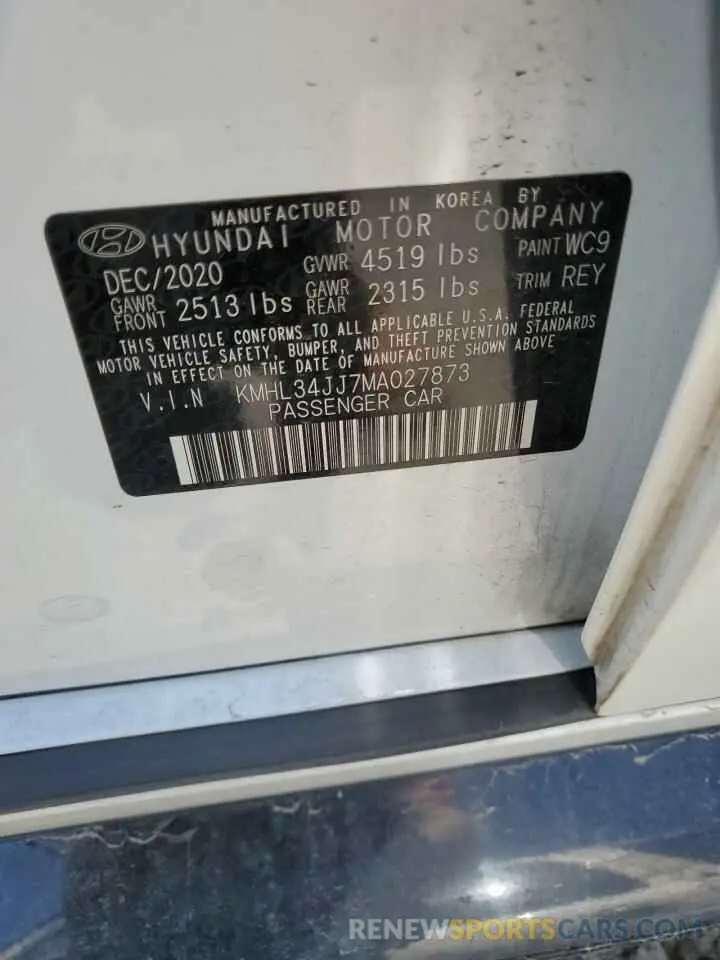 MANUFACTURED IN KOREA BY
HYUNDAI MOTOR COMPANY
DEC/2020 GVWR 4519 lbs PAINT WC9
GAWR FRONT 2513 lbs GAWR REAR 2315 lbs TRIM REY
THIS VEHICLE CONFORMS TO ALL APPLICABLE U.S.A. FEDERAL
MOTOR VEHICLE SAFETY, BUMPER, AND THEFT PREVENTION STANDARDS
IN EFFECT ON THE DATE OF MANUFACTURE SHOWN ABOVE
V.I.N KMHL34JJ7MA027873
PASSENGER CAR
RENEWSPORTSCARS.COM